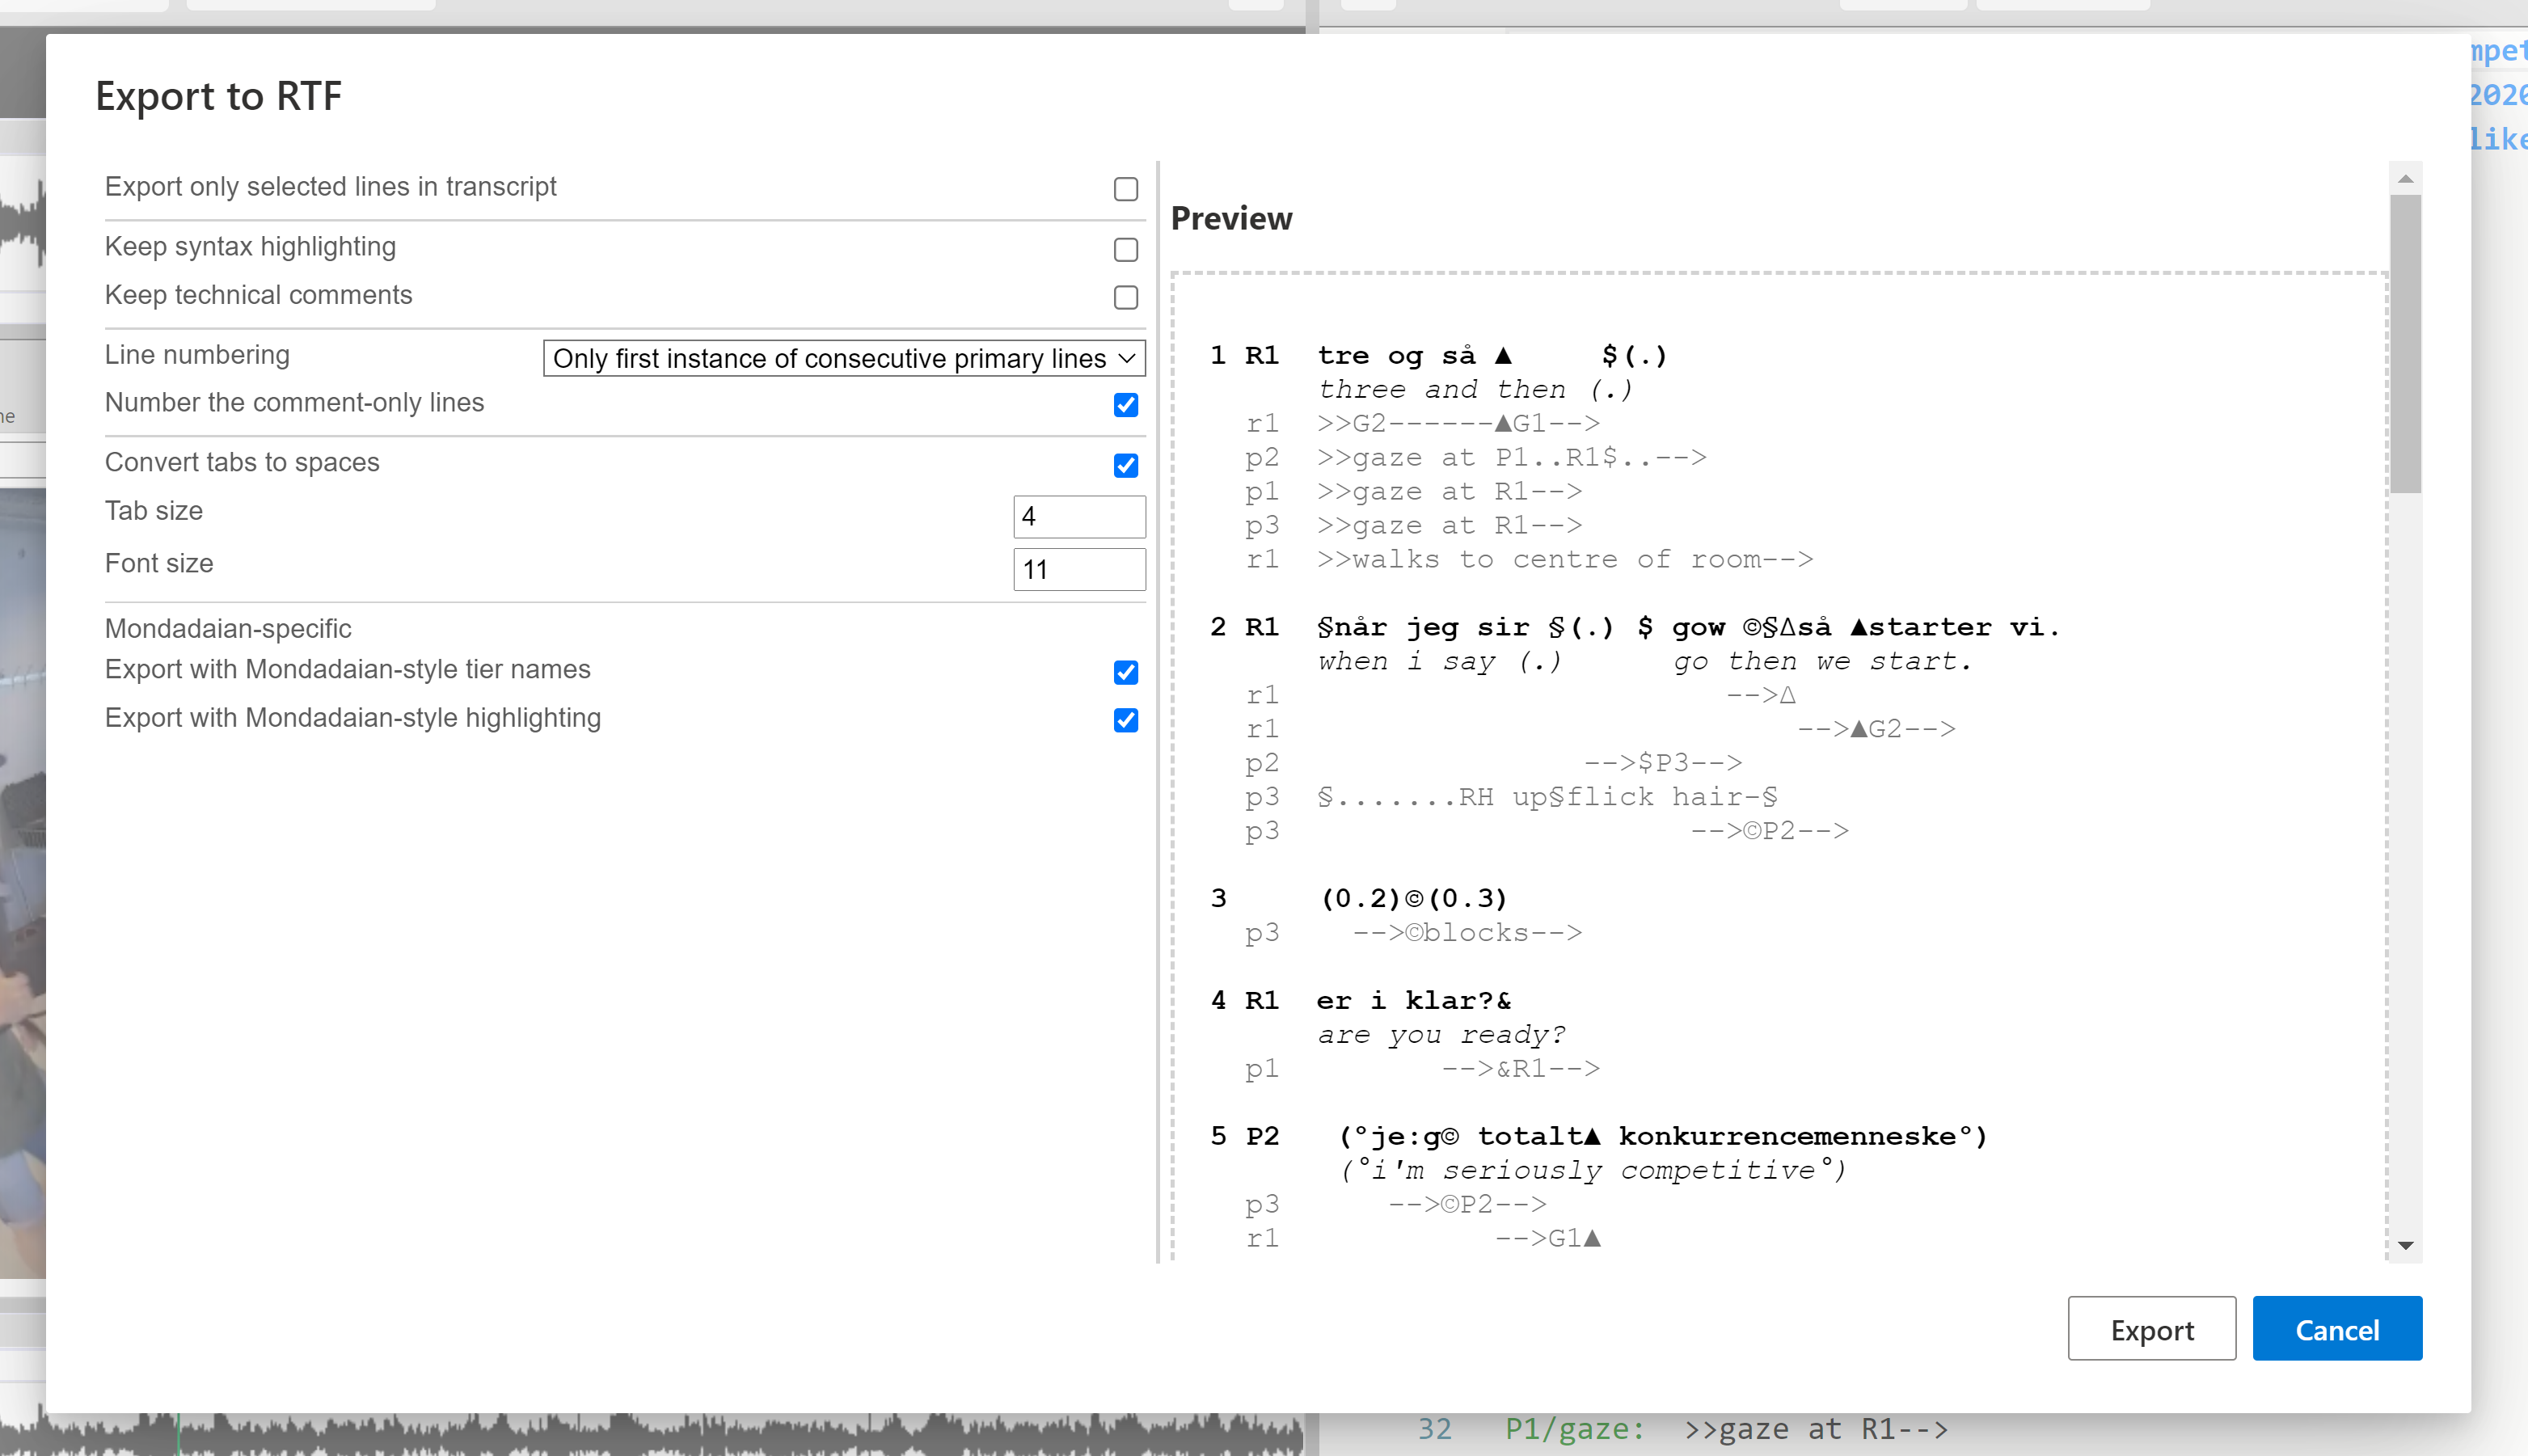 mpet
2020
like
Export to RTF
Export only selected lines in transcript
Keep syntax highlighting
Keep technical comments
Line numbering Only first instance of consecutive primary lines
Number the comment-only lines
Convert tabs to spaces
Tab size 4
Font size 11
Mondadaian-specific
Export with Mondadaian-style tier names
Export with Mondadaian-style highlighting
ne
Preview
1 R1  tre og så ▲     $(.)
      three and then (.)
  r1  >>G2------▲G1-->
  p2  >>gaze at P1..R1$..-->
  p1  >>gaze at R1-->
  p3  >>gaze at R1-->
  r1  >>walks to centre of room-->
2 R1  §når jeg sir §(.) $ gow ©§∆så ▲starter vi.
      when i say (.)      go then we start.
  r1                         -->∆
  r1                             -->▲G2-->
  p2                 -->$P3-->
  p3  §.......RH up§flick hair-§
  p3                       -->©P2-->
3     (0.2)©(0.3)
  p3    -->©blocks-->
4 R1  er i klar?&
      are you ready?
  p1         -->&R1-->
5 P2   (°je:g© totalt▲ konkurrencemenneske°)
       (°i'm seriously competitive°)
  p3      -->©P2-->
  r1            -->G1▲
Export Cancel
32 P1/gaze: >>gaze at R1-->